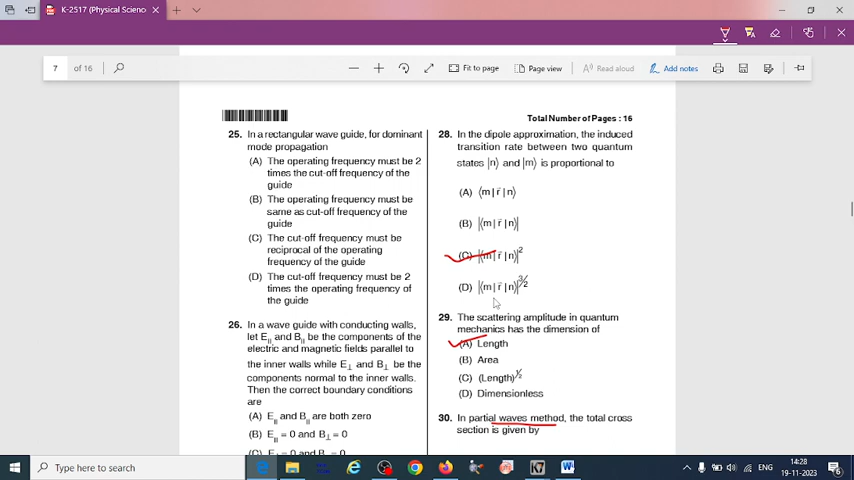 K-2517 (Physical Scienc
7 of 16
Fit to page
Page view
Read aloud
Add notes
Total Number of Pages : 16
25. In a rectangular wave guide, for dominant
mode propagation
(A) The operating frequency must be 2
times the cut-off frequency of the
guide
(B) The operating frequency must be
same as cut-off frequency of the
guide
(C) The cut-off frequency must be
reciprocal of the operating
frequency of the guide
(D) The cut-off frequency must be 2
times the operating frequency of
the guide
26. In a wave guide with conducting walls,
let E|| and B|| be the components of the
electric and magnetic fields parallel to
the inner walls while E⊥ and B⊥ be the
components normal to the inner walls.
Then the correct boundary conditions
are
(A) E|| and B|| are both zero
(B) E|| = 0 and B⊥ = 0
28. In the dipole approximation, the induced
transition rate between two quantum
states |n⟩ and |m⟩ is proportional to
(A) ⟨m | r⃗ | n⟩
(B) |⟨m | r⃗ | n⟩|
(C) |⟨m | r⃗ | n⟩|²
(D) |⟨m | r⃗ | n⟩|^3/2
29. The scattering amplitude in quantum
mechanics has the dimension of
(A) Length
(B) Area
(C) (Length)^1/2
(D) Dimensionless
30. In partial waves method, the total cross
section is given by
Type here to search
ENG
14:28
19-11-2023